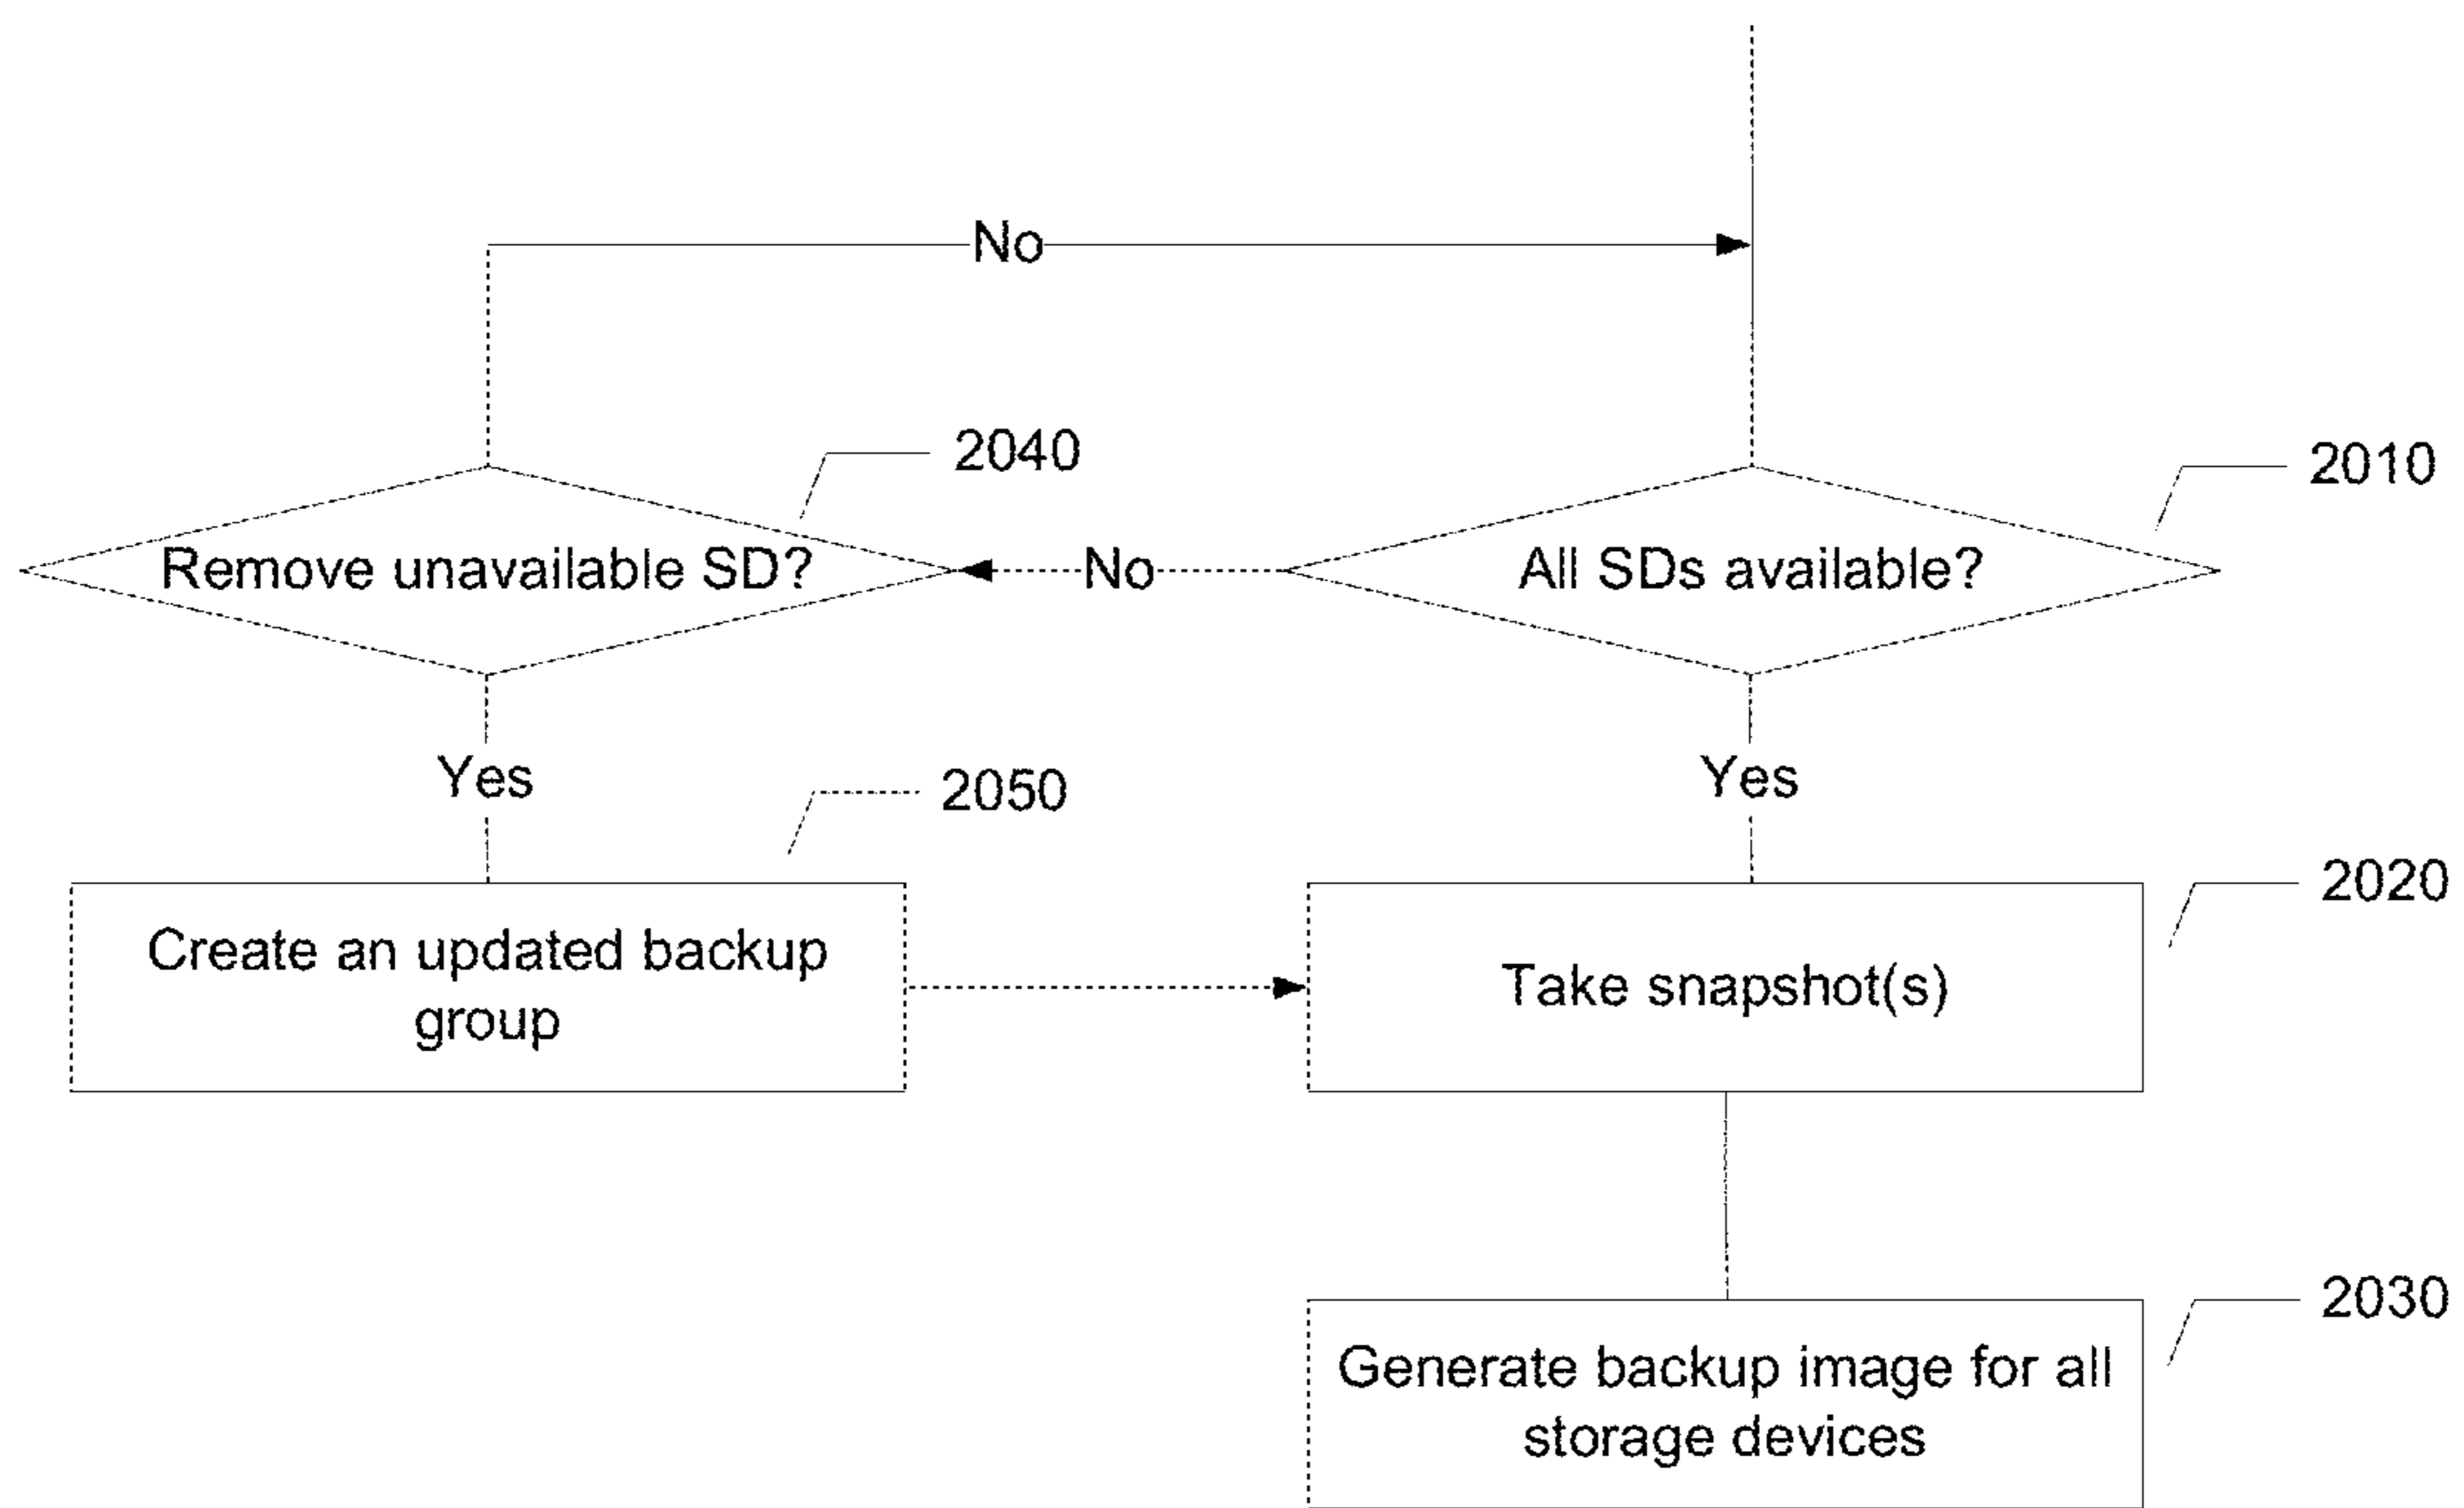 No
2040
2010
Remove unavailable SD?
No
All SDs available?
Yes
Yes
2050
2020
Create an updated backup
group
Take snapshot(s)
2030
Generate backup image for all
storage devices